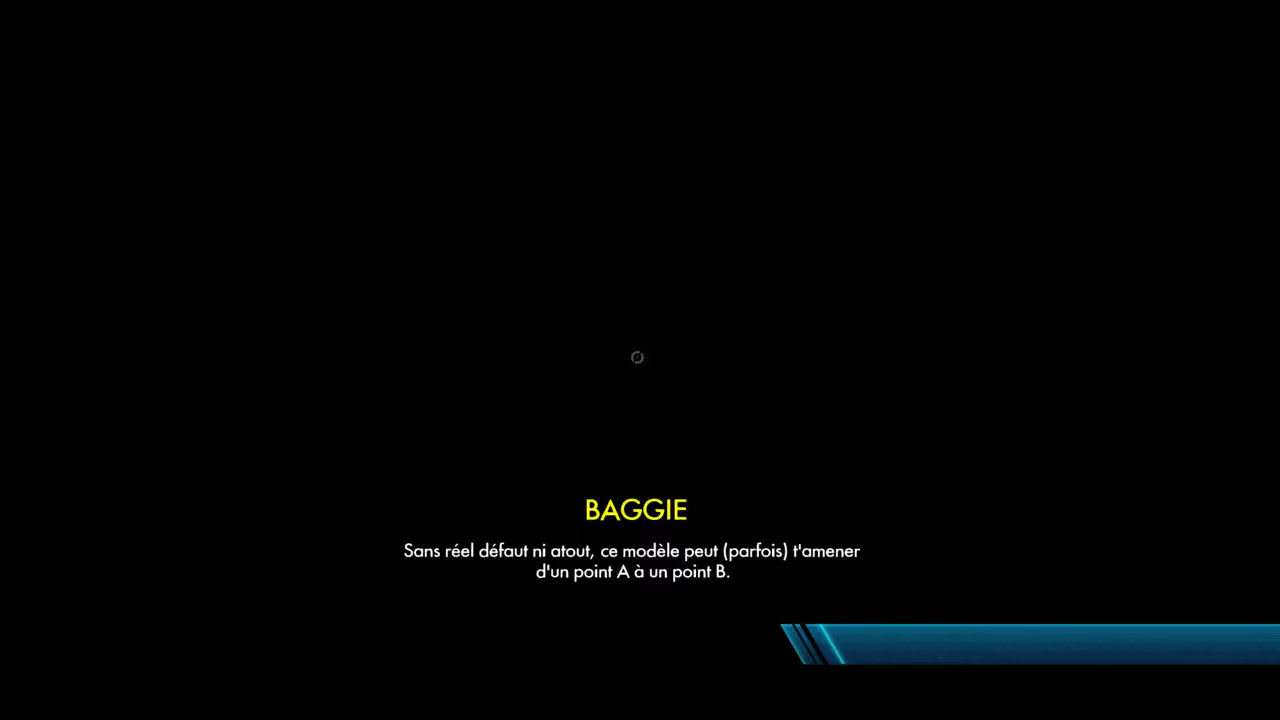 BAGGIE
Sans réel défaut ni atout, ce modèle peut (parfois) t'amener
d'un point A à un point B.